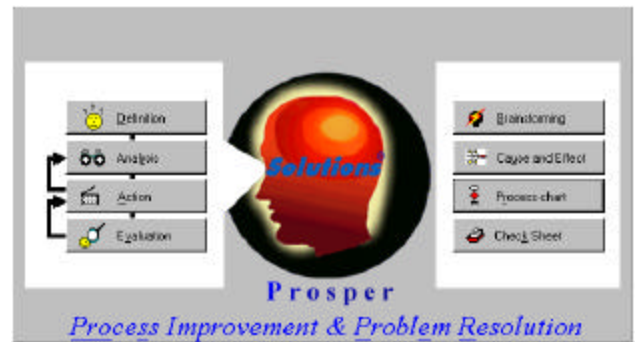 Definition
Analysis
Action
Evaluation
Solutions
Brainstorming
Cause and Effect
Process chart
Check Sheet
Prosper
Process Improvement & Problem Resolution